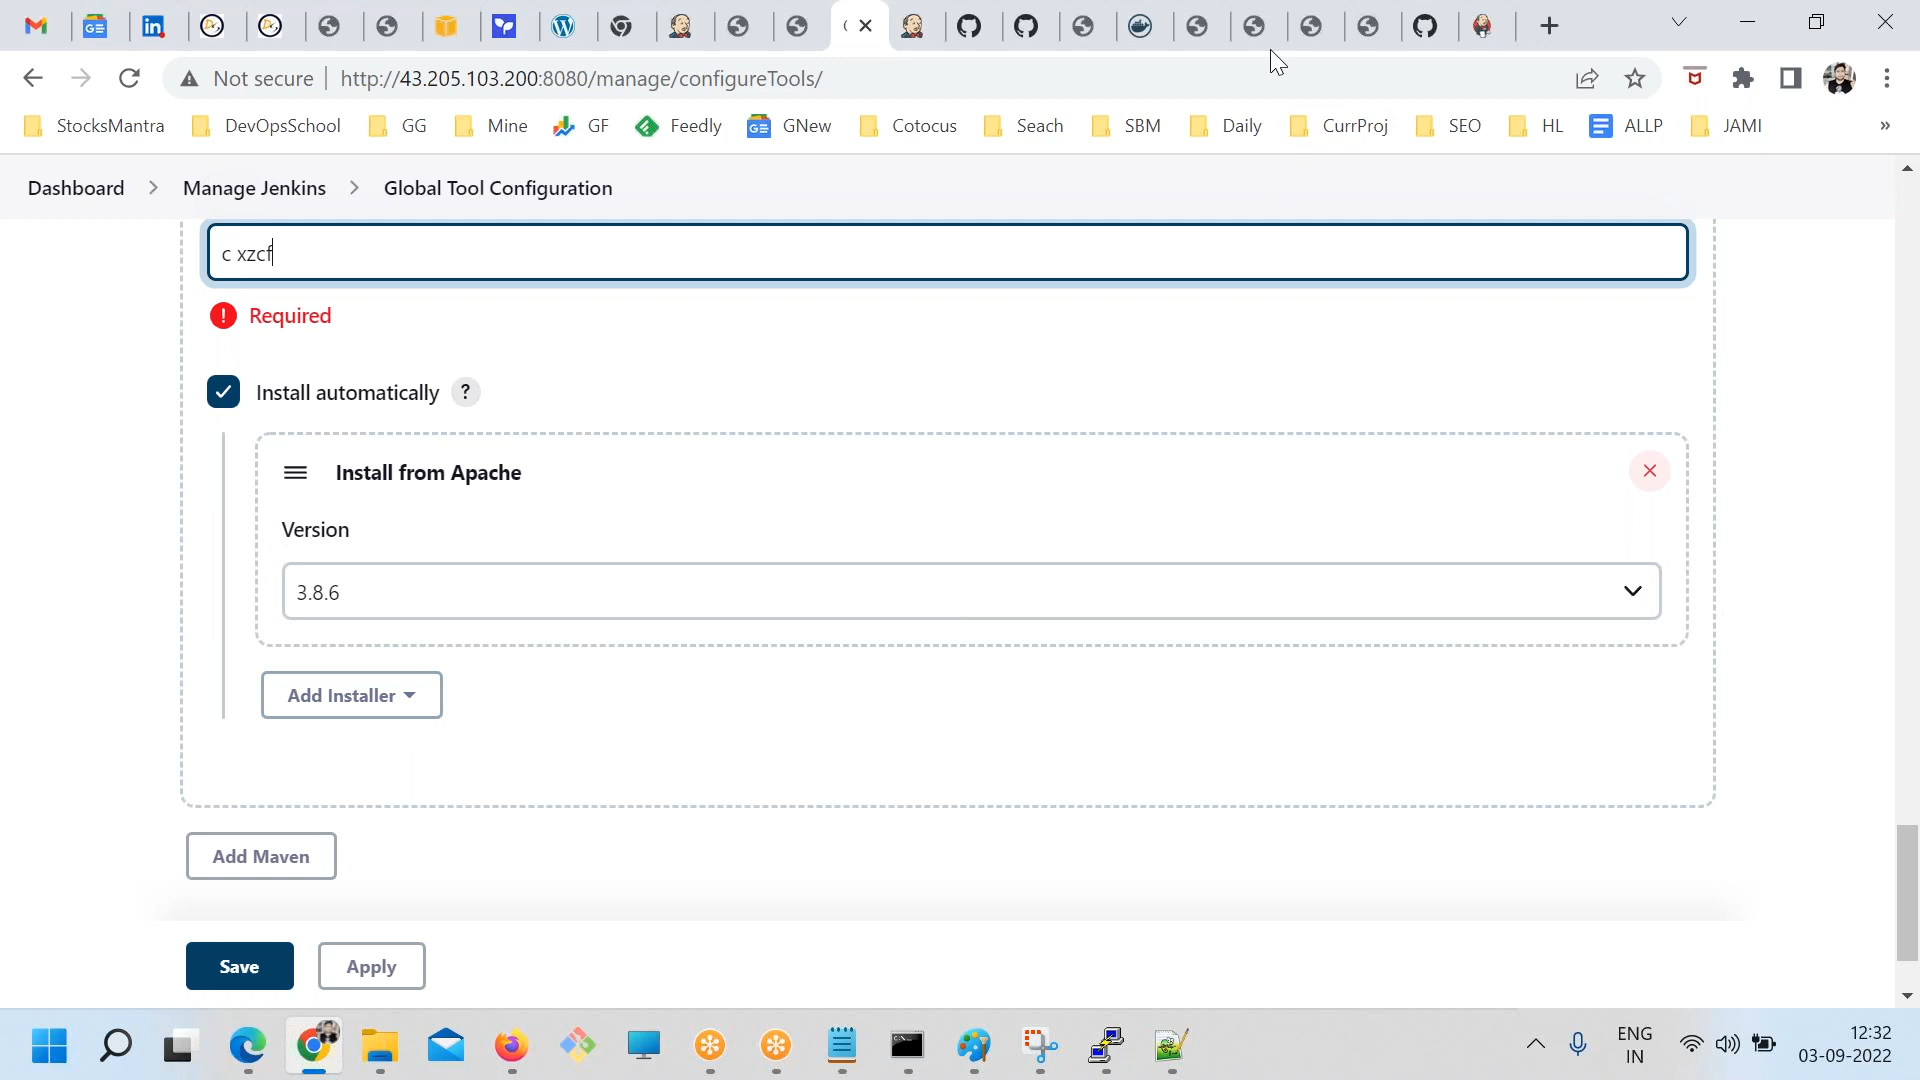 Not secure
http://43.205.103.200:8080/manage/configureTools/
StocksMantra
DevOpsSchool
GG
Mine
GF
Feedly
GNew
Cotocus
Seach
SBM
Daily
CurrProj
SEO
HL
ALLP
JAMI
»
Dashboard > Manage Jenkins > Global Tool Configuration
c xzcf
Required
Install automatically ?
Install from Apache
Version
3.8.6
Add Installer
Add Maven
Save
Apply
ENG
IN
12:32
03-09-2022